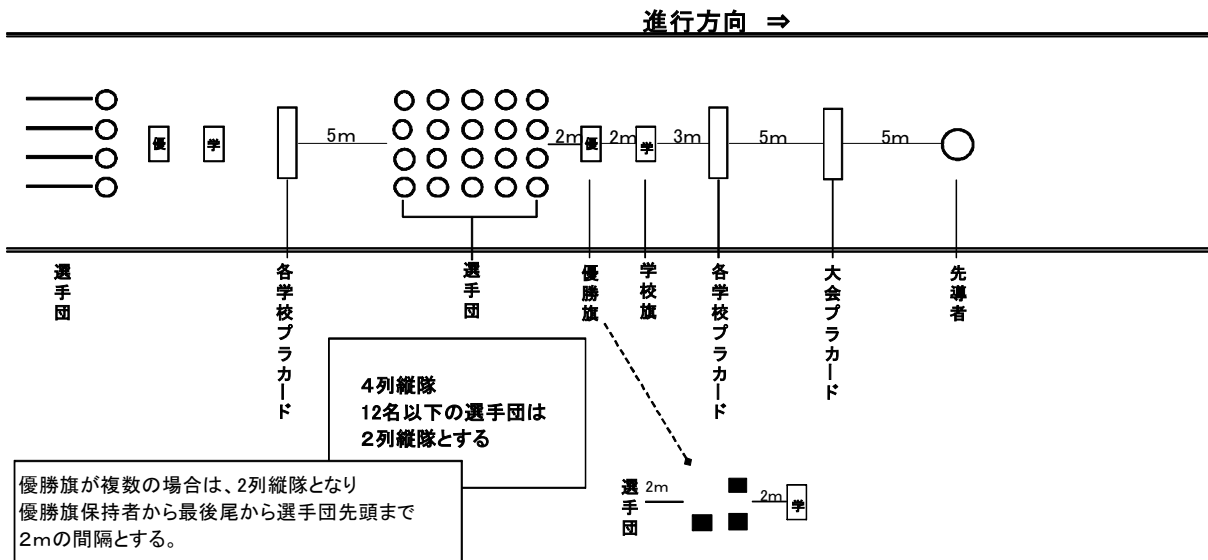 進行方向 ⇒
優
学
5m
2m
優
2m
学
3m
5m
5m
選手団
各学校プラカード
選手団
優勝旗
学校旗
各学校プラカード
大会プラカード
先導者
4列縦隊
12名以下の選手団は
2列縦隊とする
優勝旗が複数の場合は、2列縦隊となり
優勝旗保持者から最後尾から選手団先頭まで
2mの間隔とする。
選手団
2m
2m
学